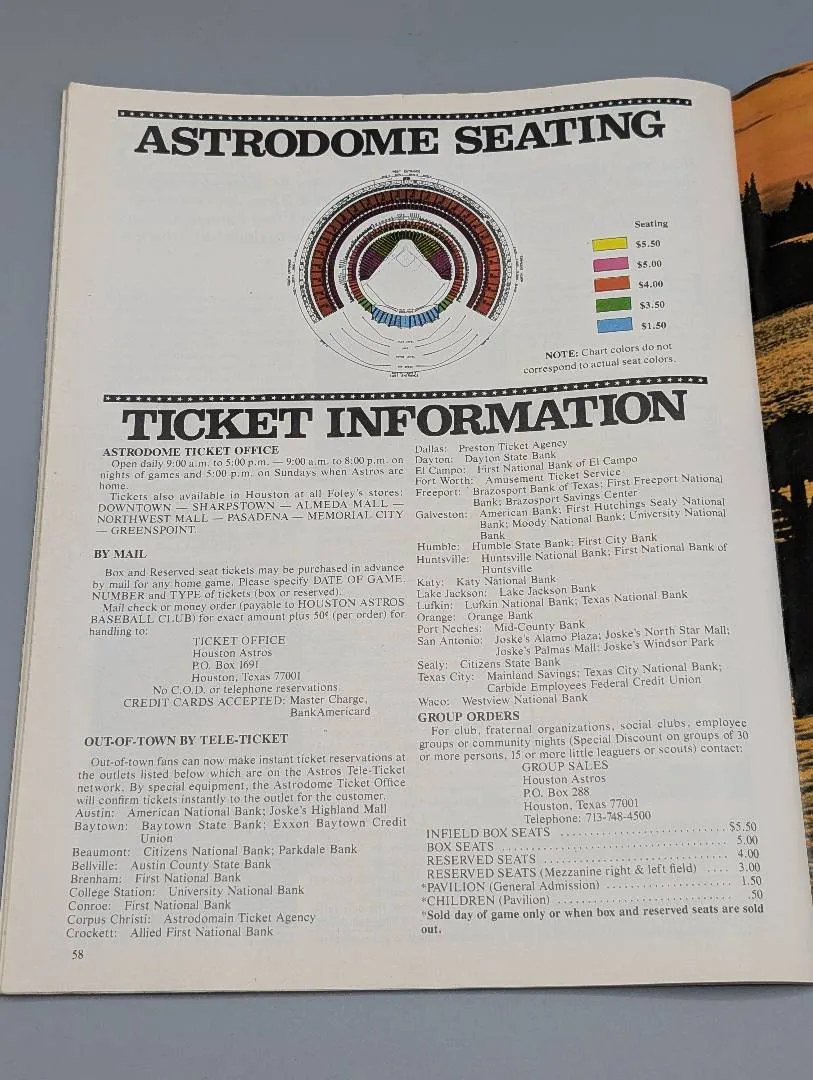 ASTRODOME SEATING
Seating
$5.50
$5.00
$4.00
$3.50
$1.50
NOTE: Chart colors do not
correspond to actual seat colors.
TICKET INFORMATION
ASTRODOME TICKET OFFICE
Open daily 9:00 a.m. to 5:00 p.m. — 9:00 a.m. to 8:00 p.m. on
nights of games and 5:00 p.m. on Sundays when Astros are
home.
Tickets also available in Houston at all Foley's stores:
DOWNTOWN — SHARPSTOWN — ALMEDA MALL —
NORTHWEST MALL — PASADENA — MEMORIAL CITY
— GREENSPOINT.
BY MAIL
Box and Reserved seat tickets may be purchased in advance
by mail for any home game. Please specify DATE OF GAME,
NUMBER and TYPE of tickets (box or reserved).
Mail check or money order (payable to HOUSTON ASTROS
BASEBALL CLUB) for exact amount plus 50¢ (per order) for
handling to:
TICKET OFFICE
Houston Astros
P.O. Box 1691
Houston, Texas 77001
No C.O.D. or telephone reservations
CREDIT CARDS ACCEPTED: Master Charge,
BankAmericard
OUT-OF-TOWN BY TELE-TICKET
Out-of-town fans can now make instant ticket reservations at
the outlets listed below which are on the Astros Tele-Ticket
network. By special equipment, the Astrodome Ticket Office
will confirm tickets instantly to the outlet for the customer.
Austin: American National Bank; Joske's Highland Mall
Baytown: Baytown State Bank; Exxon Baytown Credit
Union
Beaumont: Citizens National Bank; Parkdale Bank
Bellville: Austin County State Bank
Brenham: First National Bank
College Station: University National Bank
Conroe: First National Bank
Corpus Christi: Astrodomain Ticket Agency
Crockett: Allied First National Bank
58
Dallas: Preston Ticket Agency
Dayton: Dayton State Bank
El Campo: First National Bank of El Campo
Fort Worth: Amusement Ticket Service
Freeport: Brazosport Bank of Texas; First Freeport National
Bank; Brazosport Savings Center
Galveston: American Bank; First Hutchings Sealy National
Bank; Moody National Bank; University National
Bank
Humble: Humble State Bank; First City Bank
Huntsville: Huntsville National Bank; First National Bank of
Huntsville
Katy: Katy National Bank
Lake Jackson: Lake Jackson Bank
Lufkin: Lufkin National Bank; Texas National Bank
Orange: Orange Bank
Port Neches: Mid-County Bank
San Antonio: Joske's Alamo Plaza; Joske's North Star Mall;
Joske's Palmas Mall; Joske's Windsor Park
Sealy: Citizens State Bank
Texas City: Mainland Savings; Texas City National Bank;
Carbide Employees Federal Credit Union
Waco: Westview National Bank
GROUP ORDERS
For club, fraternal organizations, social clubs, employee
groups or community nights (Special Discount on groups of 30
or more persons, 15 or more little leaguers or scouts) contact:
GROUP SALES
Houston Astros
P.O. Box 288
Houston, Texas 77001
Telephone: 713-748-4500
INFIELD BOX SEATS ........................ $5.50
BOX SEATS ........................ 5.00
RESERVED SEATS ........................ 4.00
RESERVED SEATS (Mezzanine right & left field) .... 3.00
*PAVILION (General Admission) ........................ 1.50
*CHILDREN (Pavilion) ........................ .50
*Sold day of game only or when box and reserved seats are sold
out.